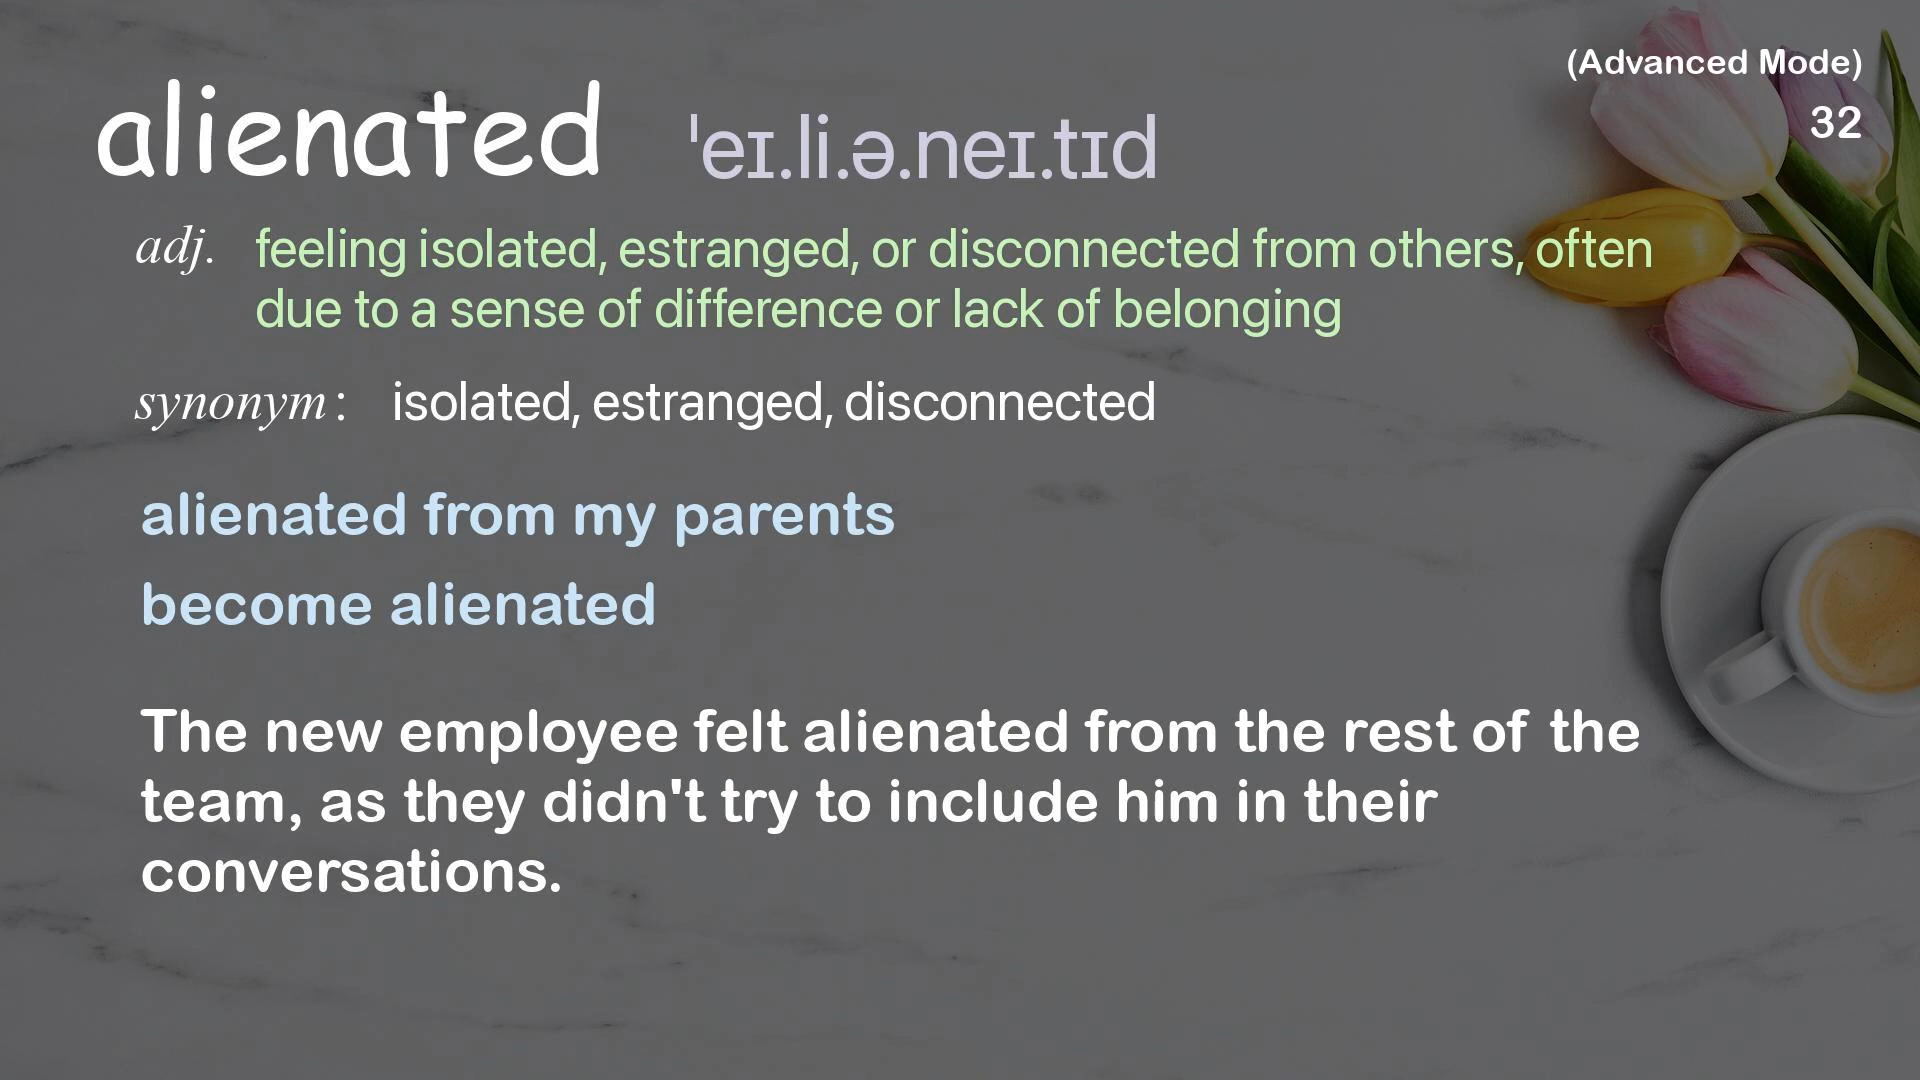 (Advanced Mode)
32
alienated ˈeɪ.li.ə.neɪ.tɪd
adj. feeling isolated, estranged, or disconnected from others, often
due to a sense of difference or lack of belonging
synonym: isolated, estranged, disconnected
alienated from my parents
become alienated
The new employee felt alienated from the rest of the
team, as they didn't try to include him in their
conversations.